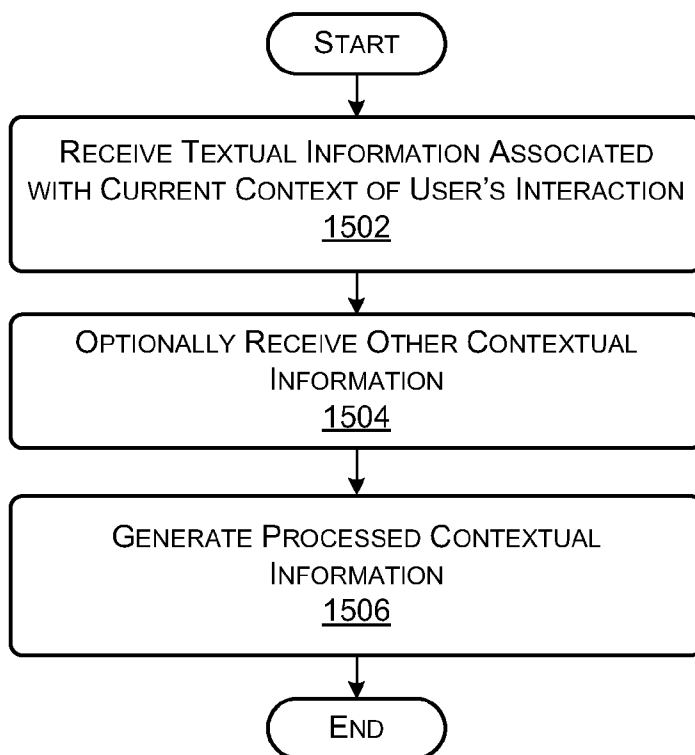 START
RECEIVE TEXTUAL INFORMATION ASSOCIATED
WITH CURRENT CONTEXT OF USER'S INTERACTION
1502
OPTIONALLY RECEIVE OTHER CONTEXTUAL
INFORMATION
1504
GENERATE PROCESSED CONTEXTUAL
INFORMATION
1506
END